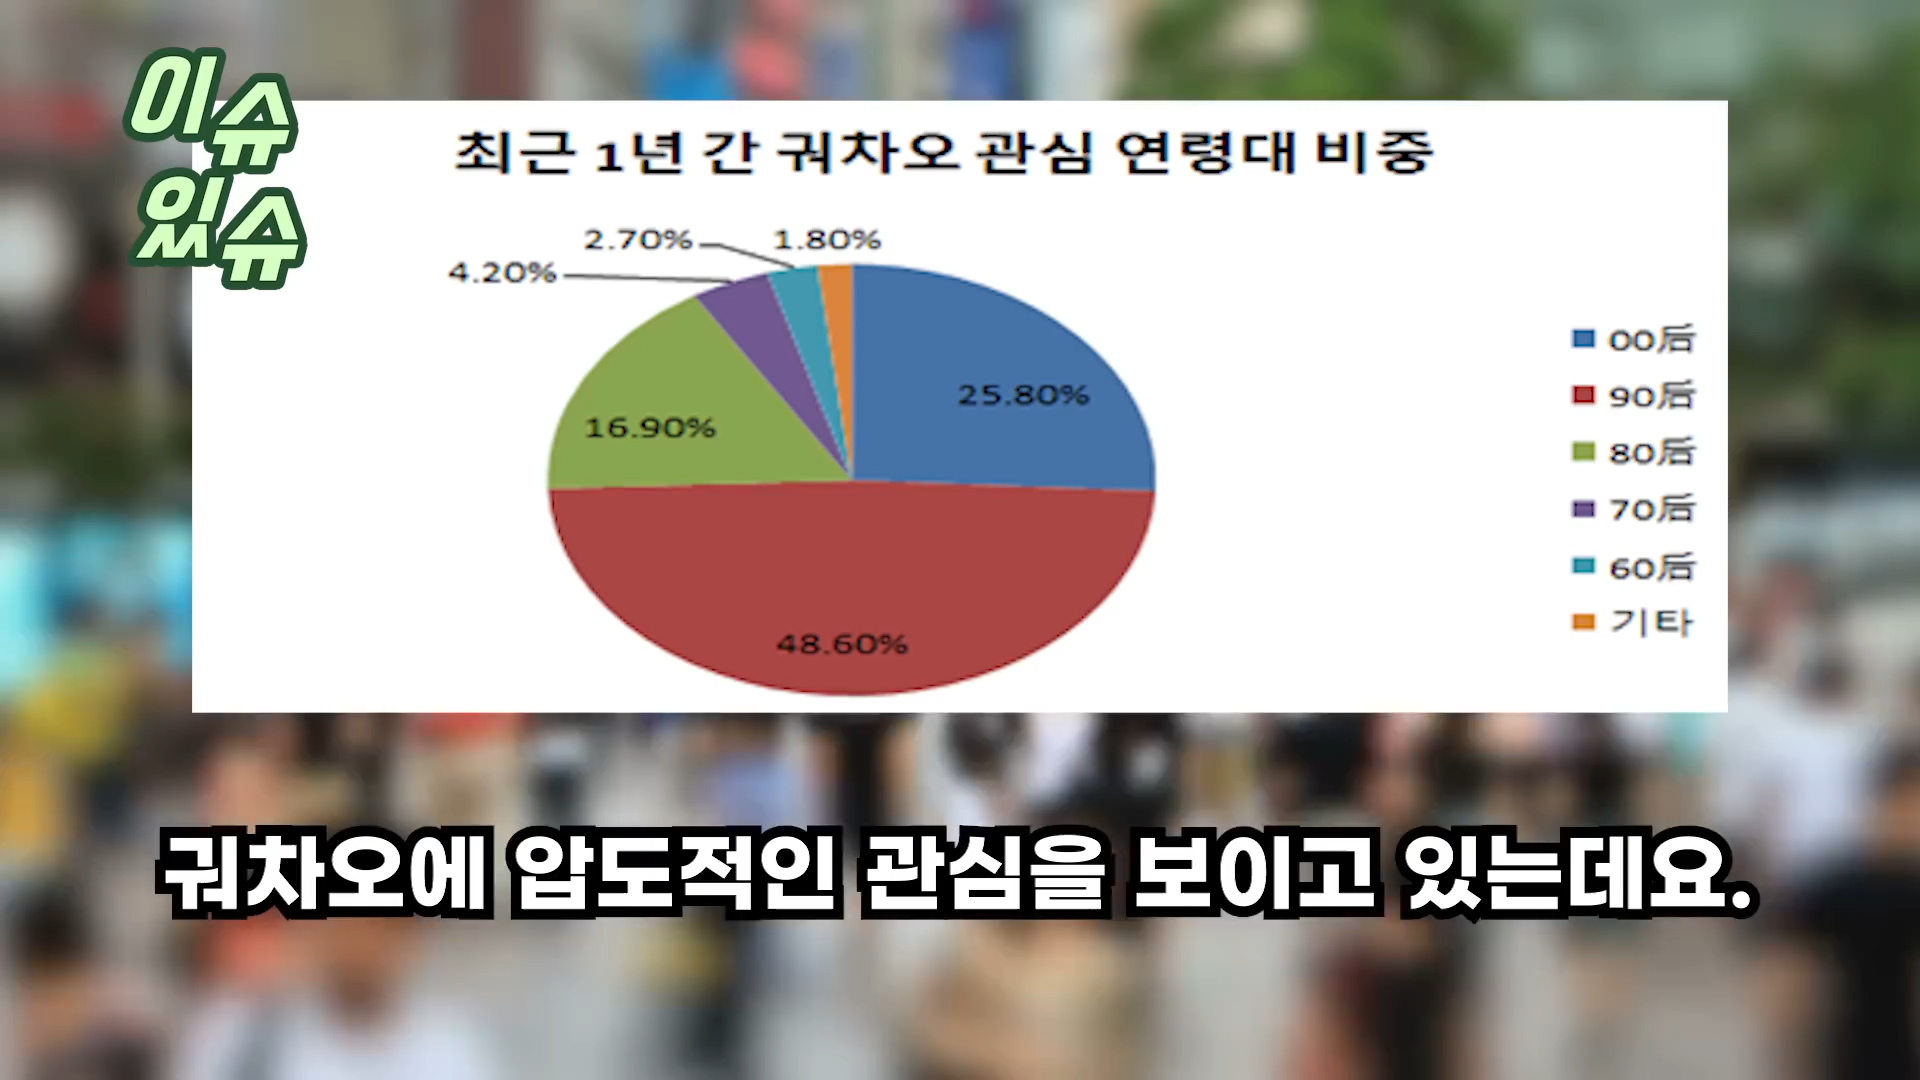 이슈
있슈
최근 1년 간 궈차오 관심 연령대 비중
2.70%
1.80%
4.20%
25.80%
16.90%
48.60%
00后
90后
80后
70后
60后
기타
궈차오에 압도적인 관심을 보이고 있는데요.